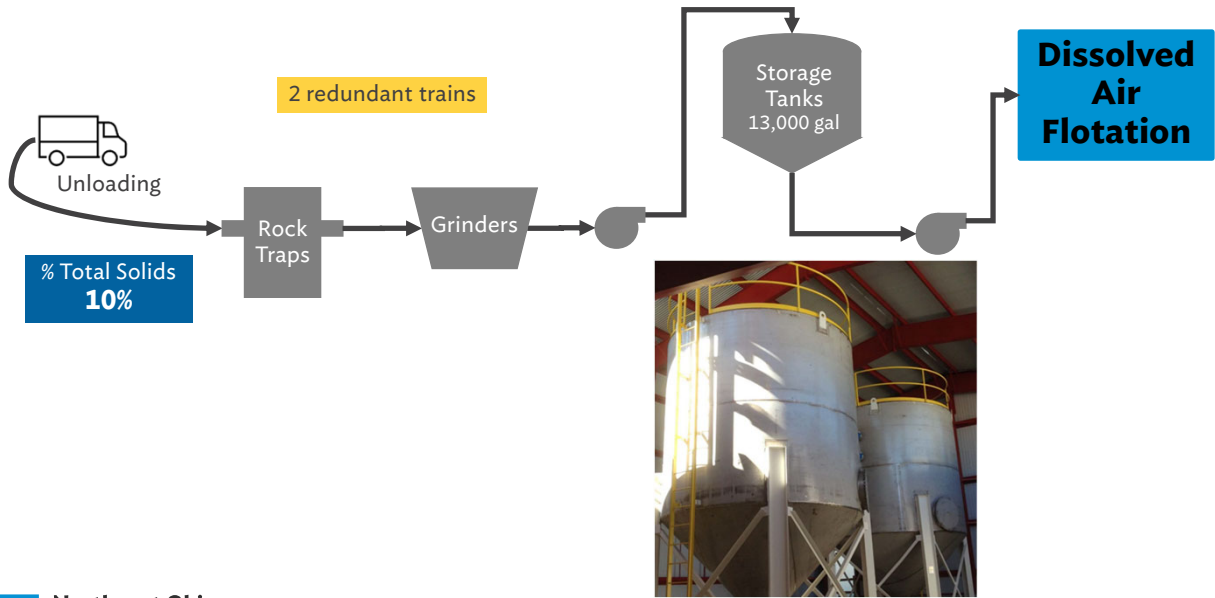 2 redundant trains
Unloading
% Total Solids
10%
Rock
Traps
Grinders
Storage
Tanks
13,000 gal
Dissolved
Air
Flotation